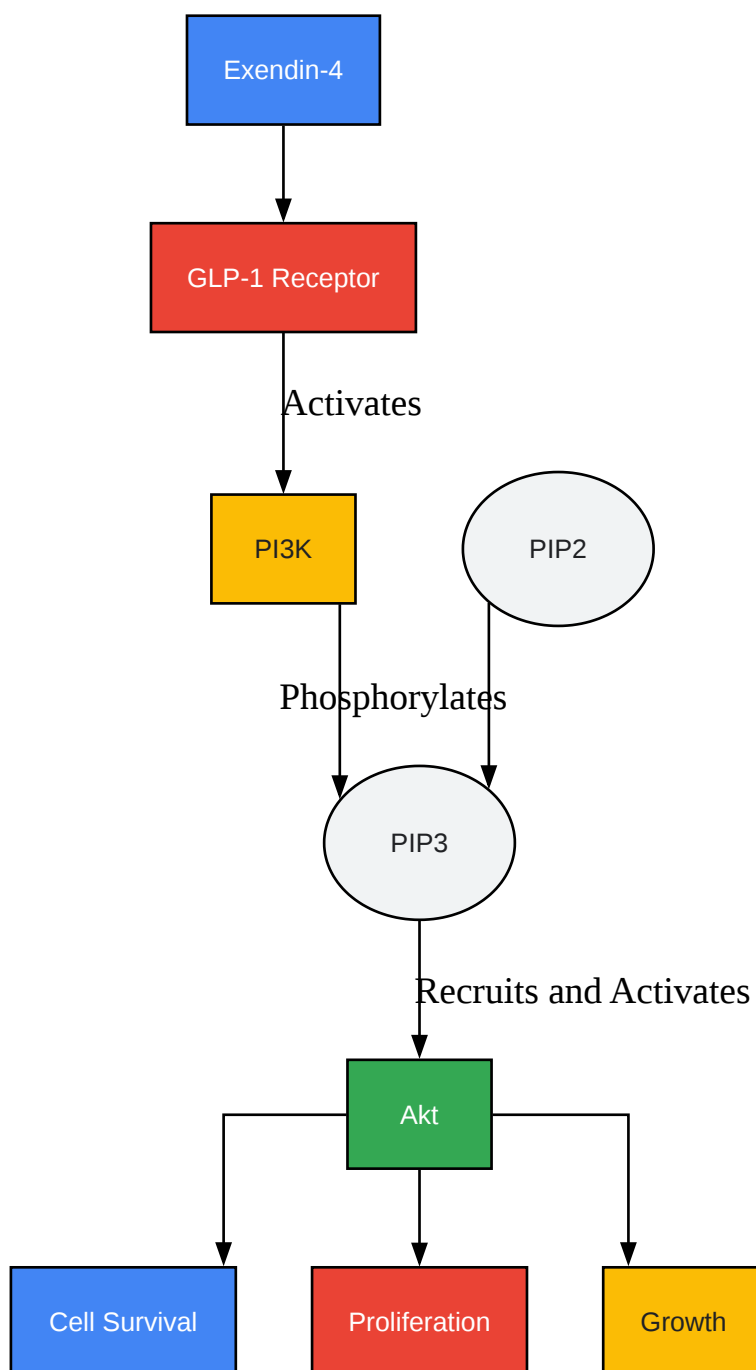 Exendin-4
GLP-1 Receptor
Activates
PI3K
PIP2
Phosphorylates
PIP3
Recruits and Activates
Akt
Cell Survival
Proliferation
Growth